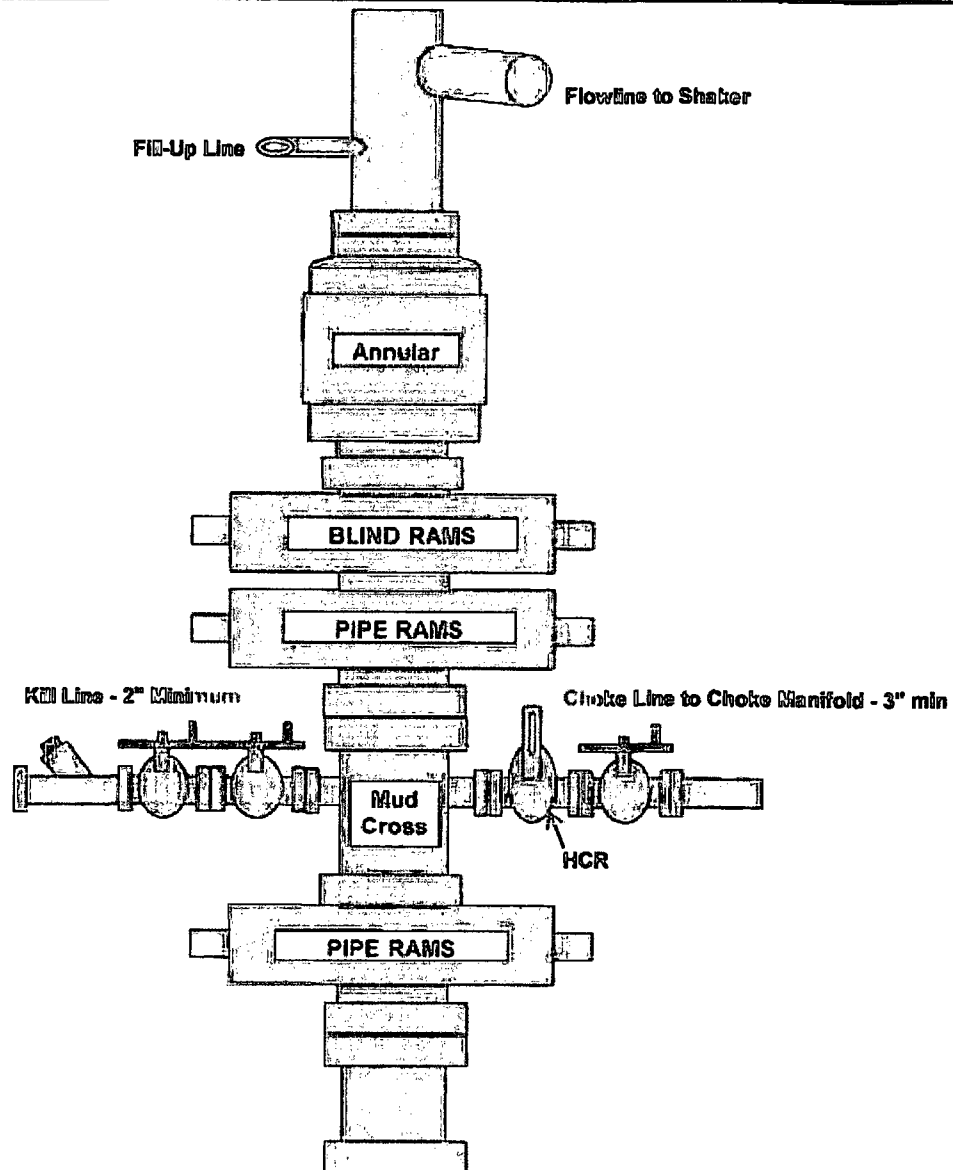 Flowline to Shaker
Fill-Up Line
Annular
BLIND RAMS
PIPE RAMS
Kill Line - 2" Minimum
Choke Line to Choke Manifold - 3" min
Mud
Cross
HCR
PIPE RAMS